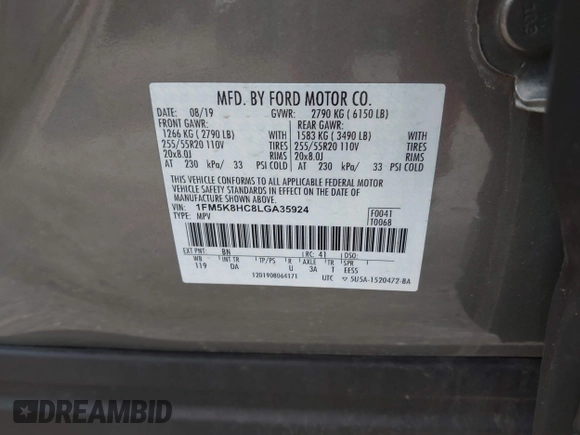 MFD. BY FORD MOTOR CO.
DATE: 08/19 GVWR: 2790 KG ( 6150 LB)
FRONT GAWR: REAR GAWR:
1266 KG ( 2790 LB) WITH 1583 KG ( 3490 LB) WITH
255/55R20 110V TIRES 255/55R20 110V TIRES
20x8.0J RIMS 20x8.0J RIMS
AT 230 kPa/ 33 PSI COLD AT 230 kPa/ 33 PSI COLD
THIS VEHICLE CONFORMS TO ALL APPLICABLE FEDERAL MOTOR
VEHICLE SAFETY STANDARDS IN EFFECT ON THE DATE OF
MANUFACTURE SHOWN ABOVE.
VIN: 1FM5K8HC8LGA35924 F0041
TYPE: MPV T0068
EXT PNT: BN RC: 41 DSO:
WB INT TR TP/PS R AXLE TR SPR
119 DA U 3A T EESS
1201908064171 UTC ▽ 5U5A-1520472-BA
DREAMBID